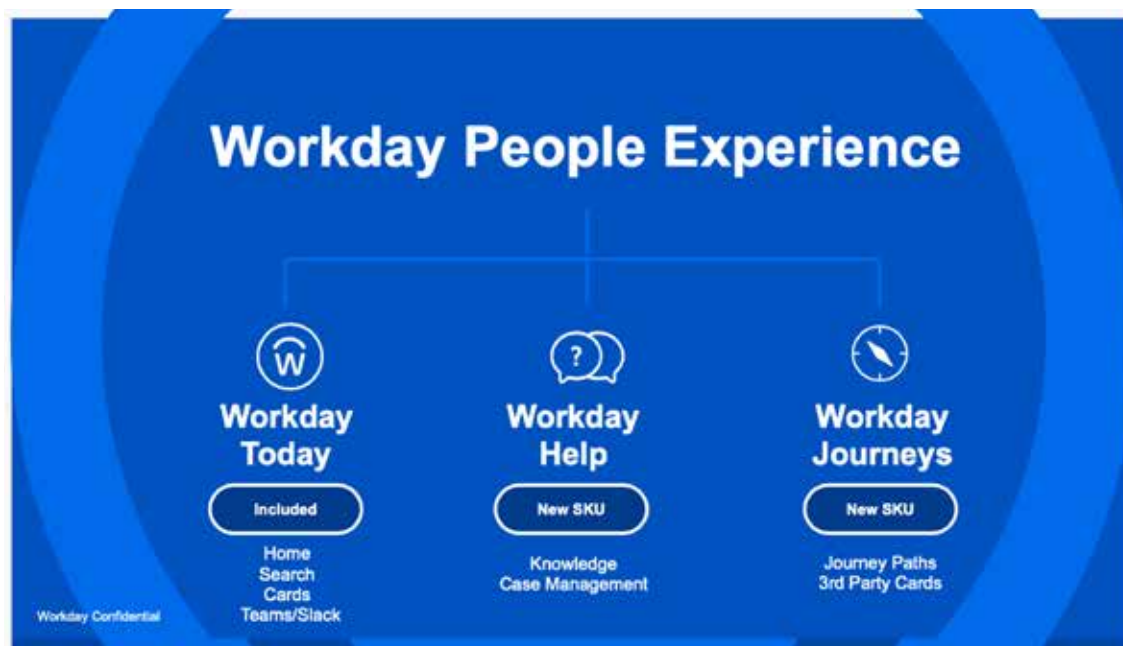 Workday People Experience
W
Workday
Today
Included
Home
Search
Cards
Teams/Slack
?
Workday
Help
New SKU
Knowledge
Case Management
Workday
Journeys
New SKU
Journey Paths
3rd Party Cards
Workday Confidential